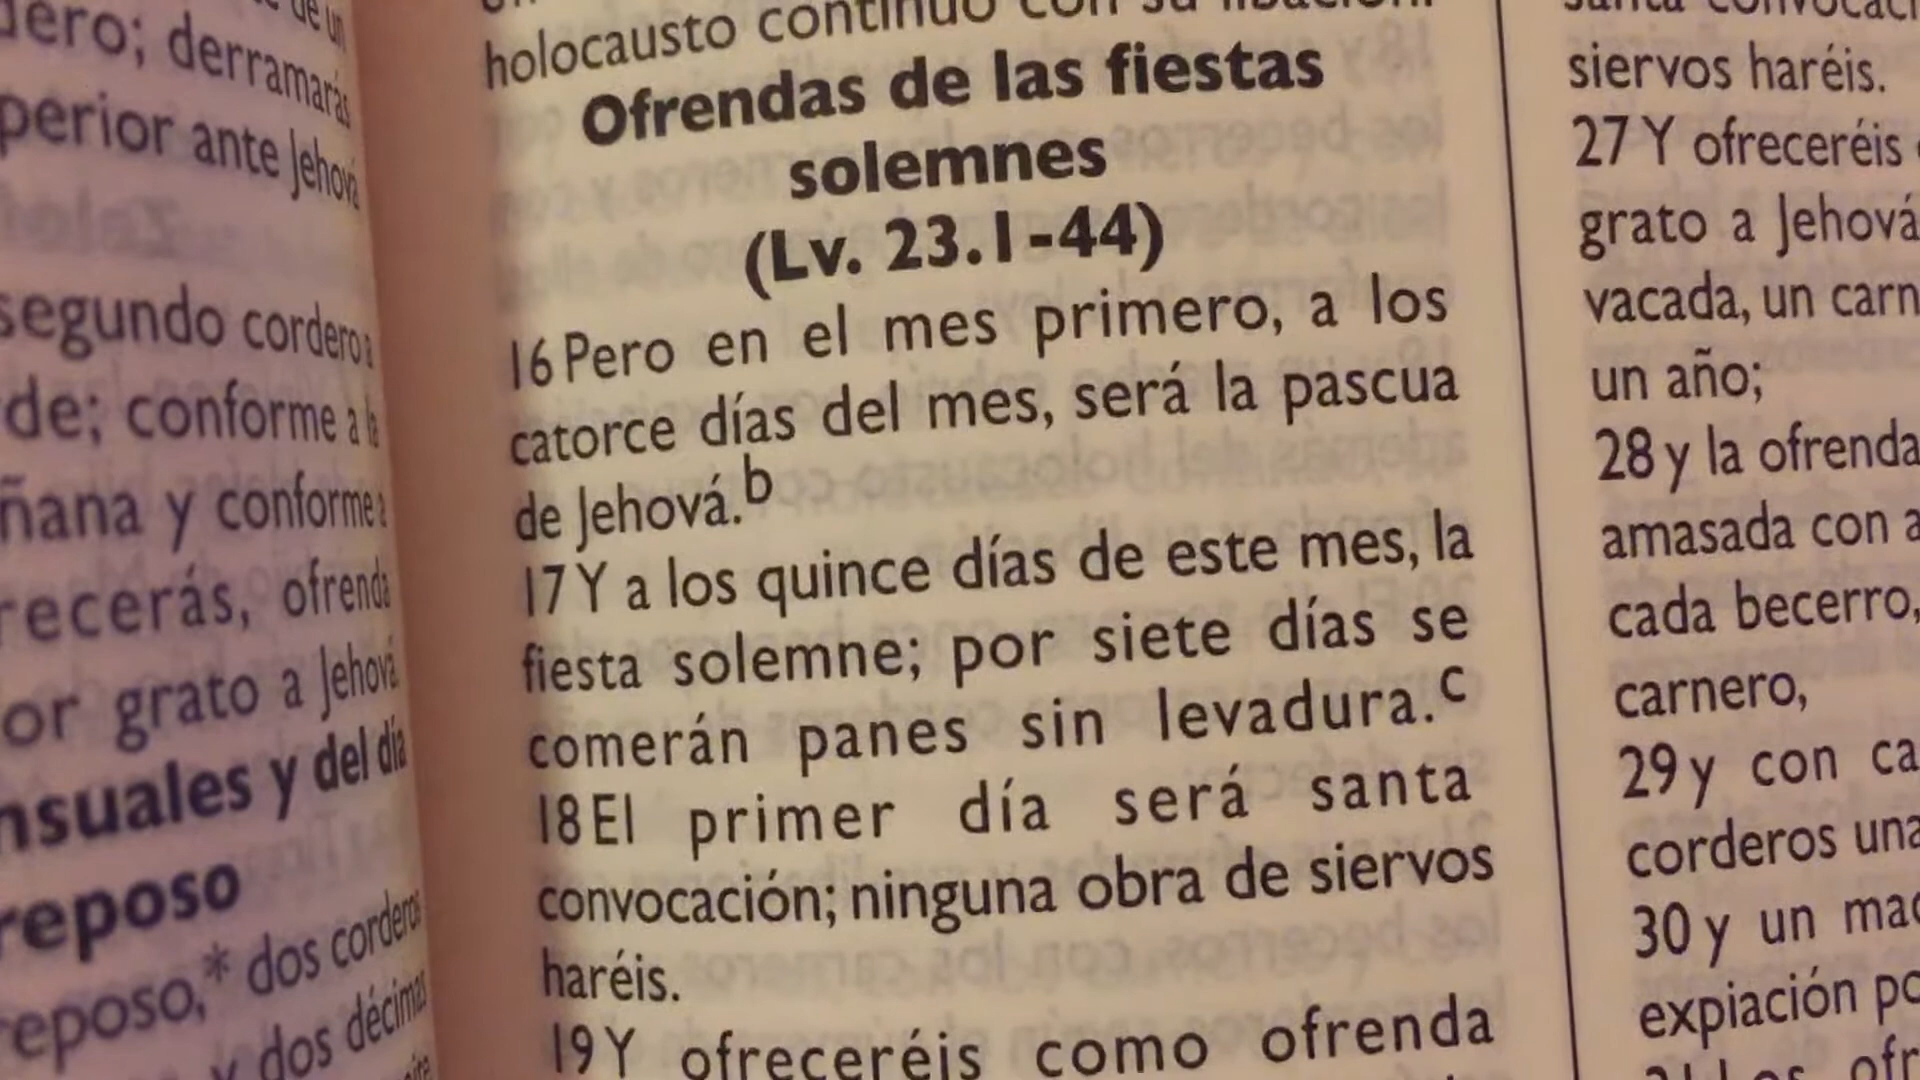 dero; derramarás
perior ante Jehová
segundo cordero a
de; conforme a la
ñana y conforme a
recerás, ofrenda
or grato a Jehová
nsuales y del día
reposo
reposo,* dos corderos
y dos décimas
holocausto continuo con su libación.
Ofrendas de las fiestas
solemnes
(Lv. 23.1-44)
16 Pero en el mes primero, a los
catorce días del mes, será la pascua
de Jehová.b
17 Y a los quince días de este mes, la
fiesta solemne; por siete días se
comerán panes sin levadura.c
18 El primer día será santa
convocación; ninguna obra de siervos
haréis.
19 Y ofreceréis como ofrenda
siervos haréis.
27 Y ofreceréis
grato a Jehová
vacada, un carn
un año;
28 y la ofrenda
amasada con a
cada becerro,
carnero,
29 y con ca
corderos una
30 y un mac
expiación po